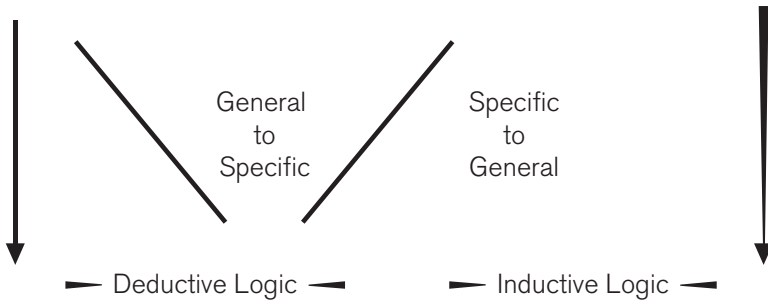 General
to
Specific
Specific
to
General
Deductive Logic
Inductive Logic